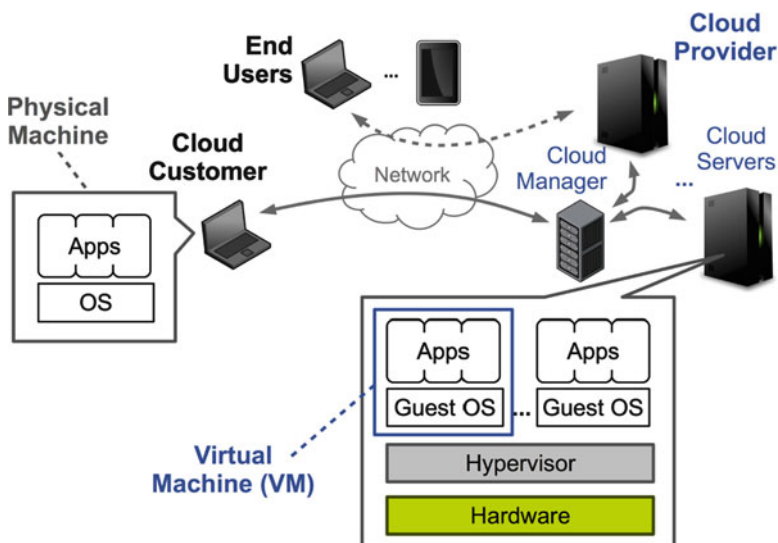 End
Users
...
Cloud
Provider
Physical
Machine
Cloud
Customer
Network
Cloud
Manager
Cloud
Servers
...
Apps
OS
Apps
Apps
Guest OS
...
Guest OS
Virtual
Machine (VM)
Hypervisor
Hardware